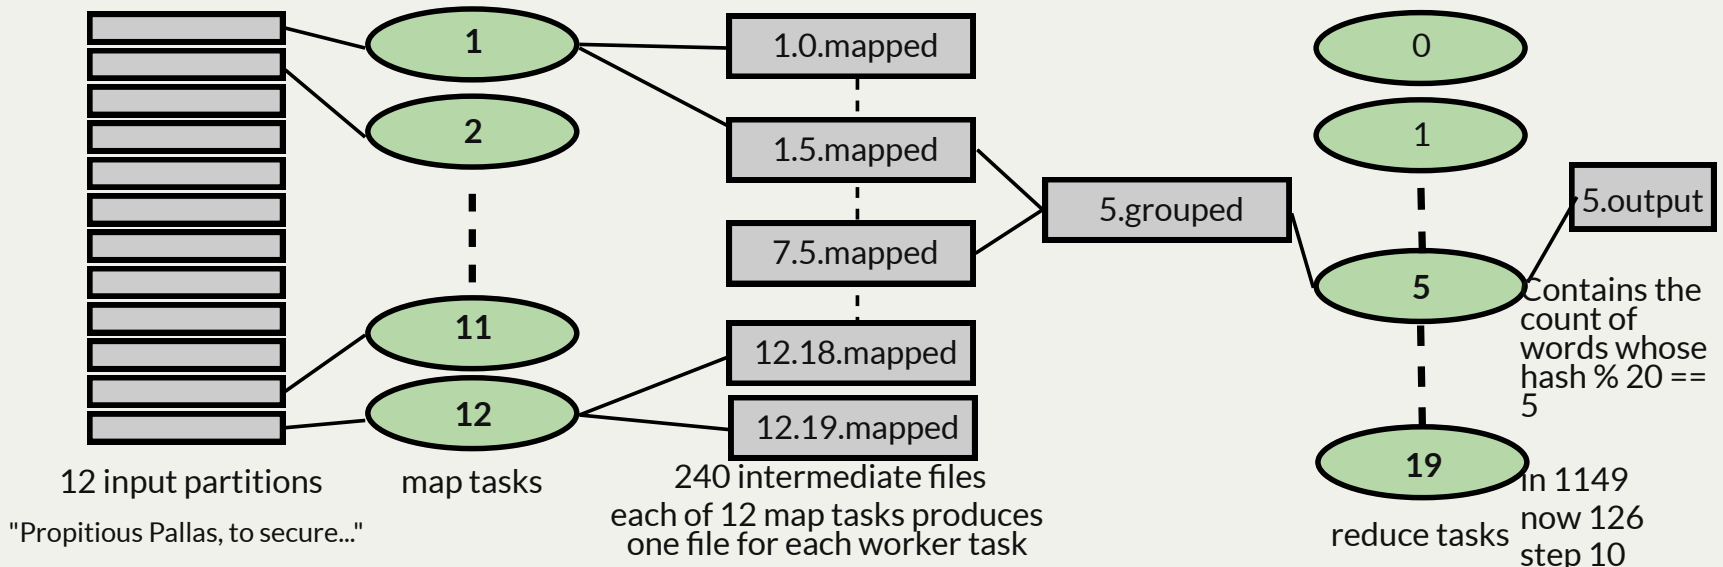 1
2
11
12
1.0.mapped
1.5.mapped
7.5.mapped
12.18.mapped
12.19.mapped
5.grouped
0
1
5
19
5.output
Contains the
count of
words whose
hash % 20 ==
5
in 1149
now 126
step 10
12 input partitions
"Propitious Pallas, to secure..."
map tasks
240 intermediate files
each of 12 map tasks produces
one file for each worker task
reduce tasks